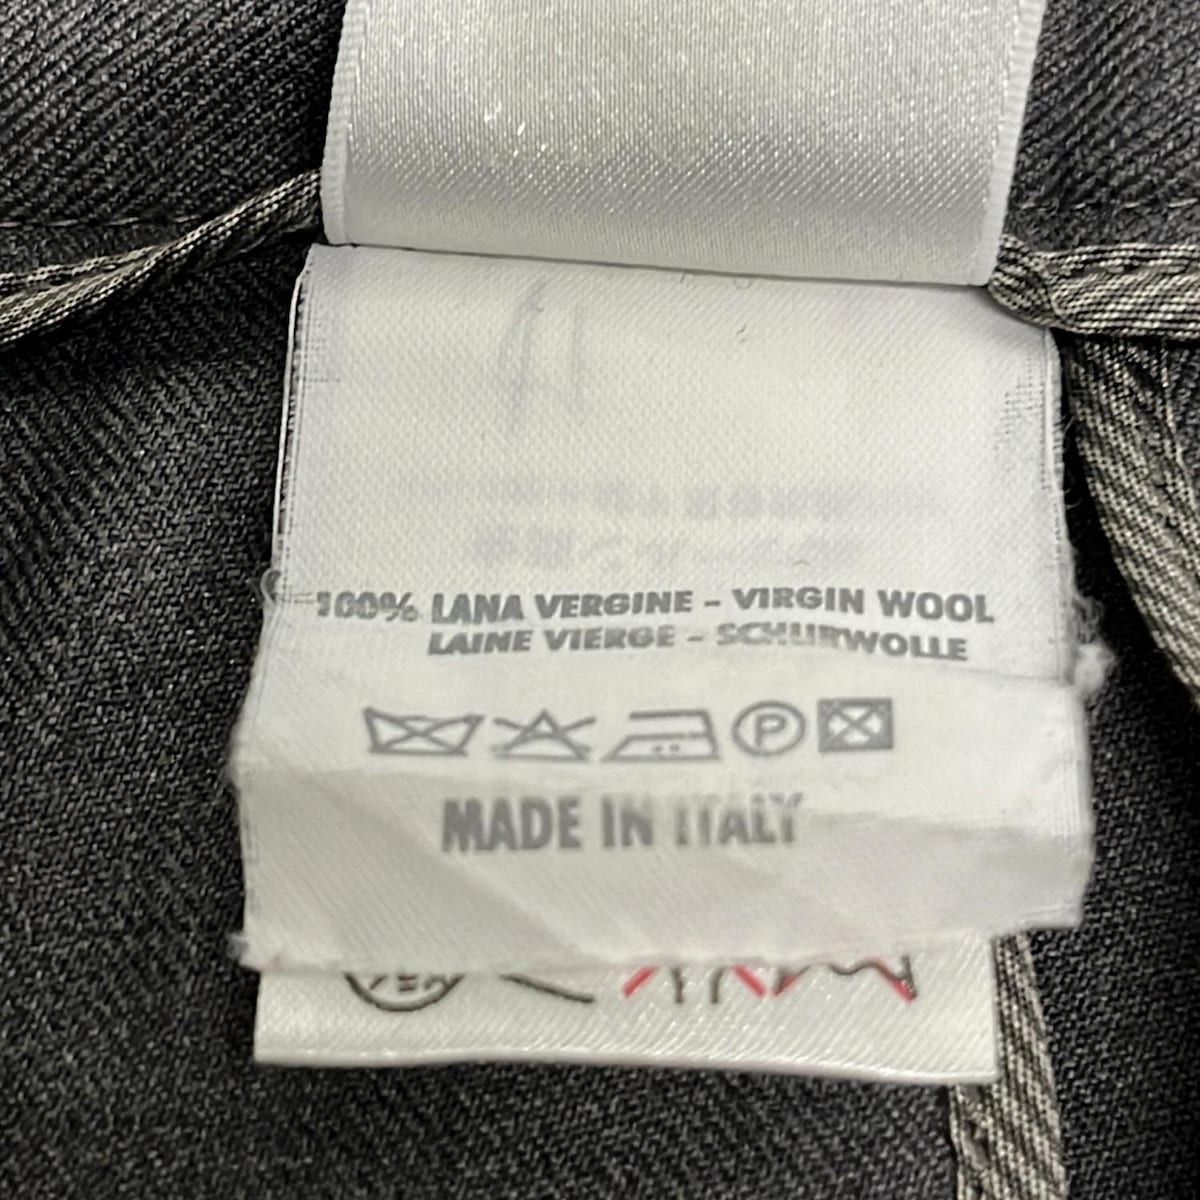 100% LANA VERGINE - VIRGIN WOOL
LAINE VIERGE - SCHURWOLLE
P
MADE IN ITALY